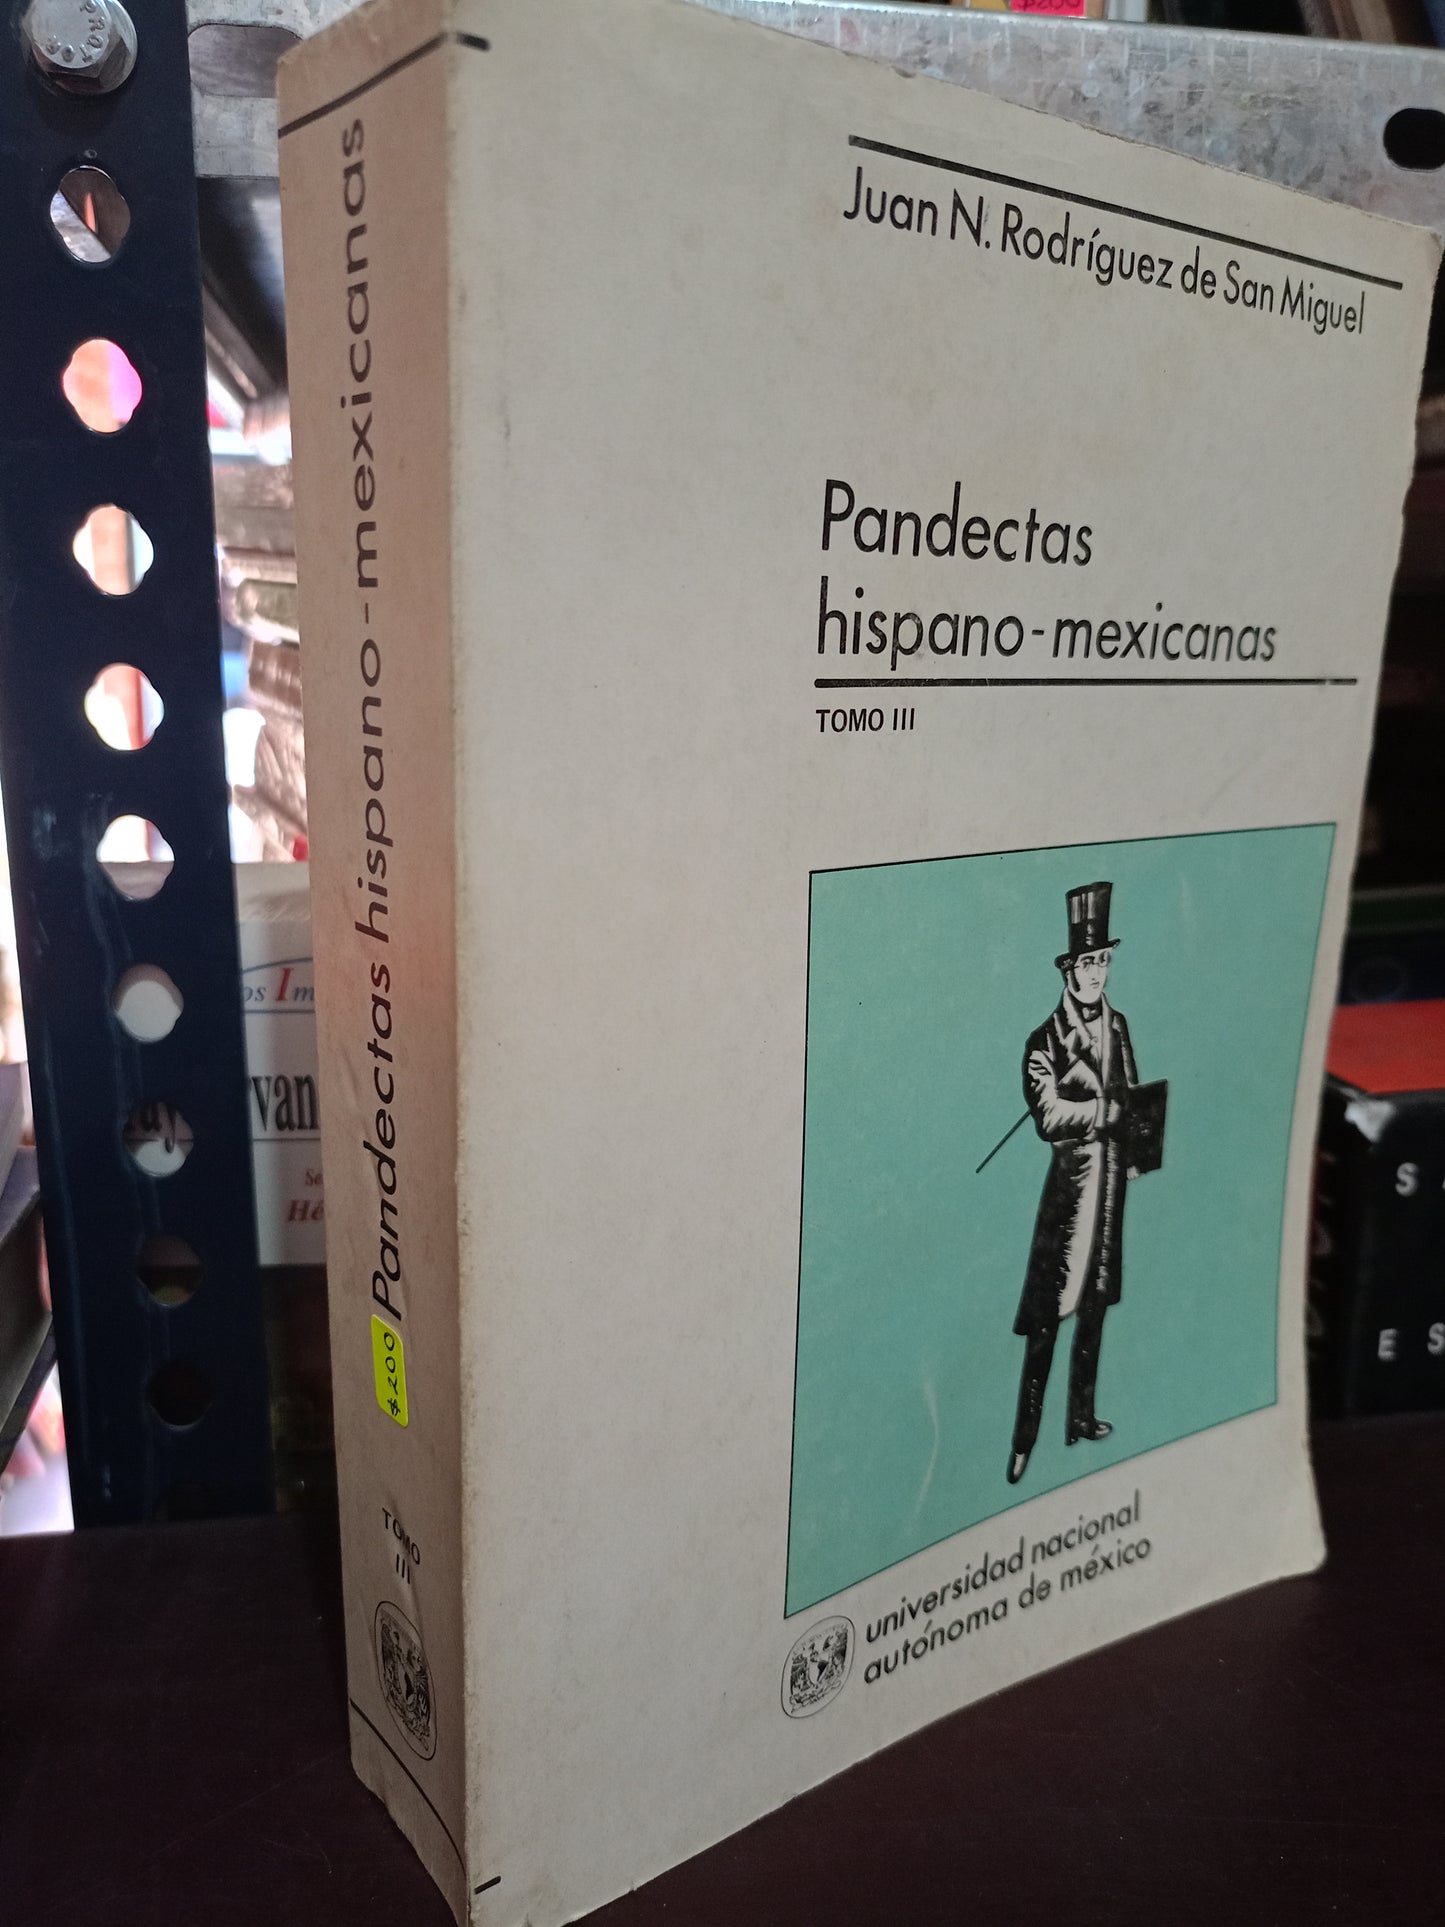 Juan N. Rodríguez de San Miguel
Pandectas
hispano-mexicanas
TOMO III
universidad nacional
autónoma de méxico
Pandectas hispano-mexicanas
$200
TOMO
III
$200